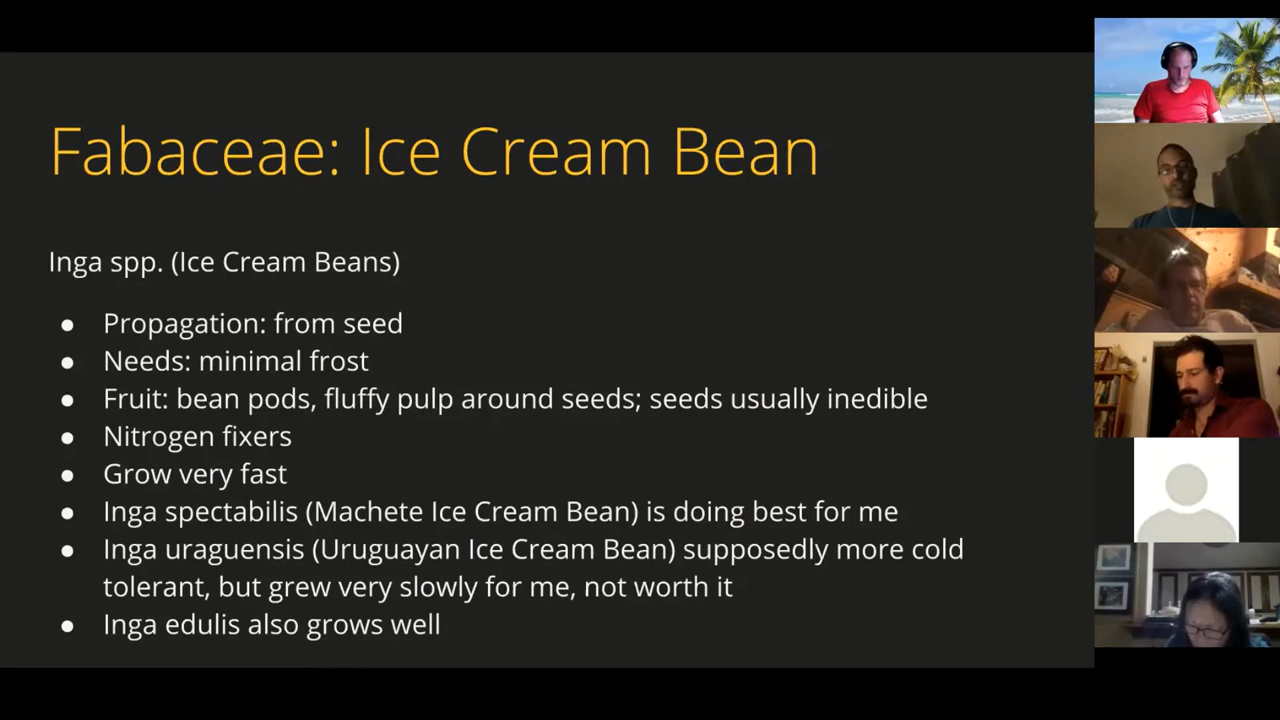 Fabaceae: Ice Cream Bean
Inga spp. (Ice Cream Beans)
● Propagation: from seed
● Needs: minimal frost
● Fruit: bean pods, fluffy pulp around seeds; seeds usually inedible
● Nitrogen fixers
● Grow very fast
● Inga spectabilis (Machete Ice Cream Bean) is doing best for me
● Inga uraguensis (Uruguayan Ice Cream Bean) supposedly more cold
tolerant, but grew very slowly for me, not worth it
● Inga edulis also grows well